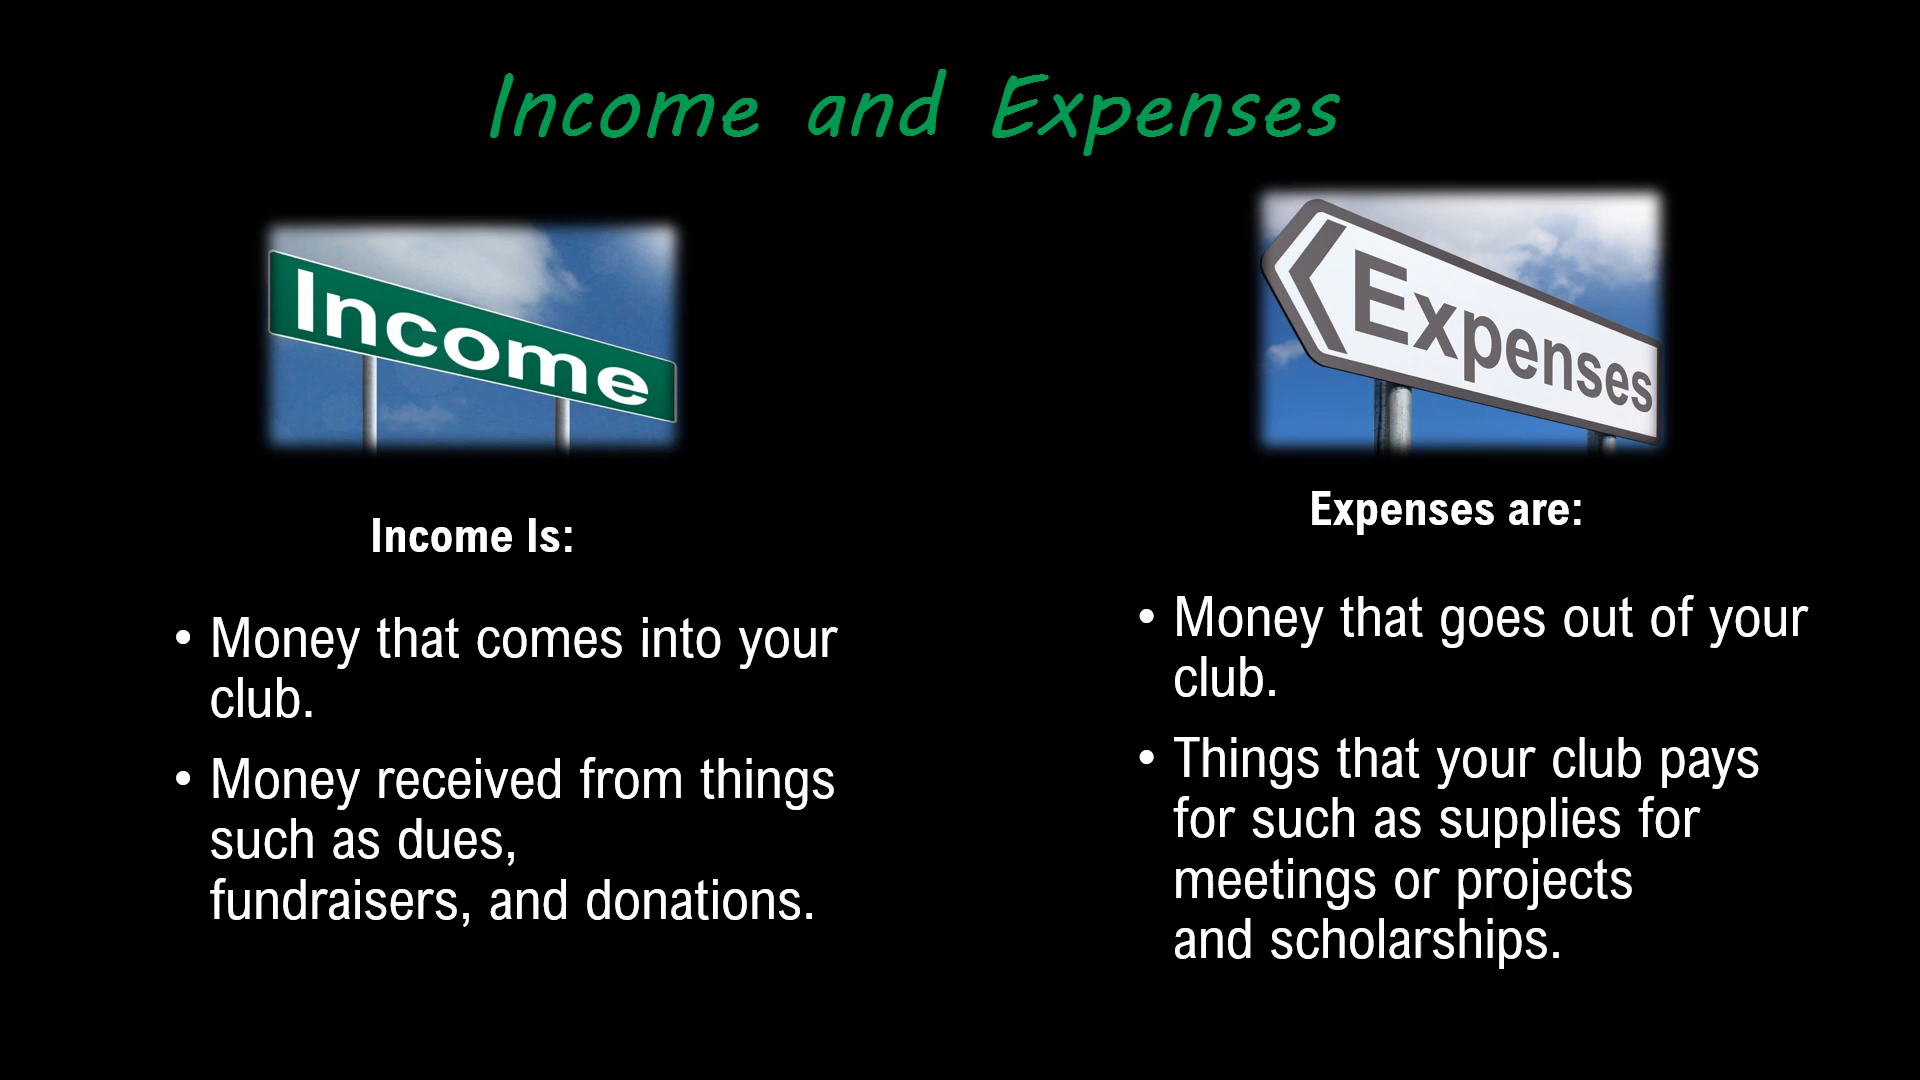 Income and Expenses
Income
Income Is:
• Money that comes into your
club.
• Money received from things
such as dues,
fundraisers, and donations.
Expenses
Expenses are:
• Money that goes out of your
club.
• Things that your club pays
for such as supplies for
meetings or projects
and scholarships.